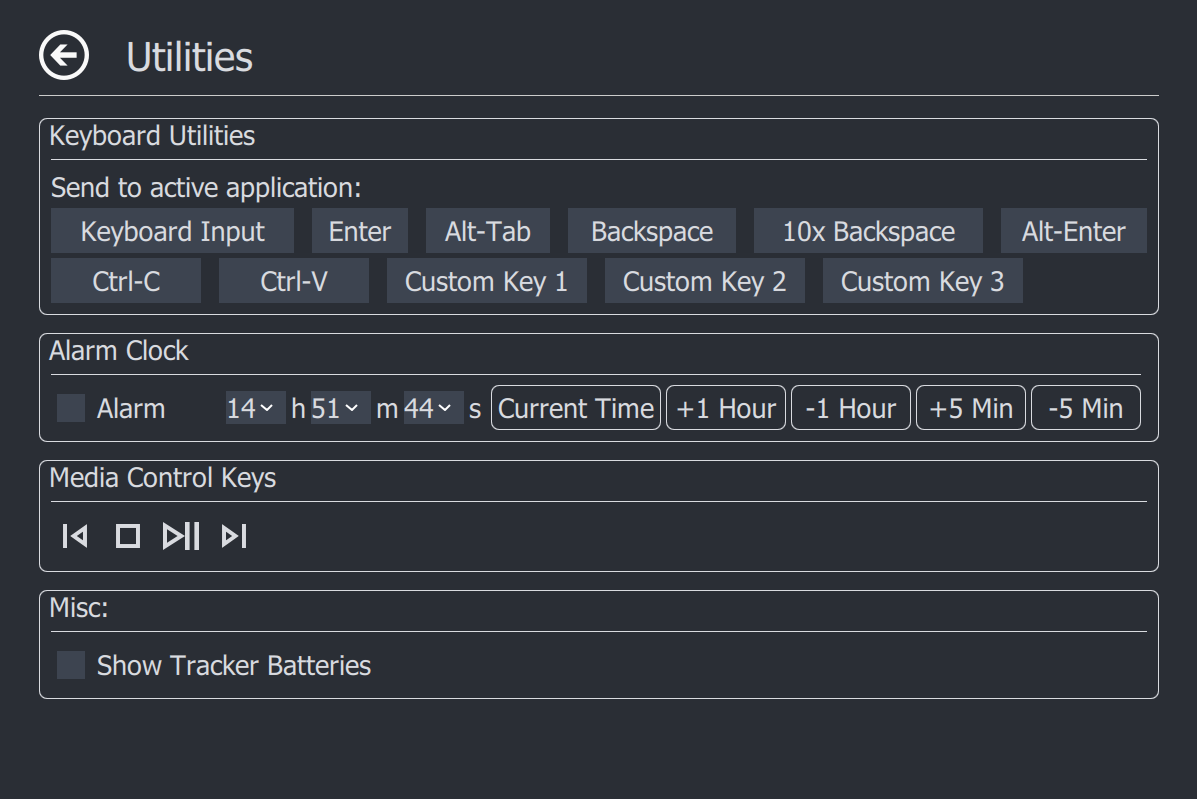 Utilities
Keyboard Utilities
Send to active application:
Keyboard Input Enter Alt-Tab Backspace 10x Backspace Alt-Enter
Ctrl-C Ctrl-V Custom Key 1 Custom Key 2 Custom Key 3
Alarm Clock
Alarm 14 h 51 m 44 s Current Time +1 Hour -1 Hour +5 Min -5 Min
Media Control Keys
Misc:
Show Tracker Batteries